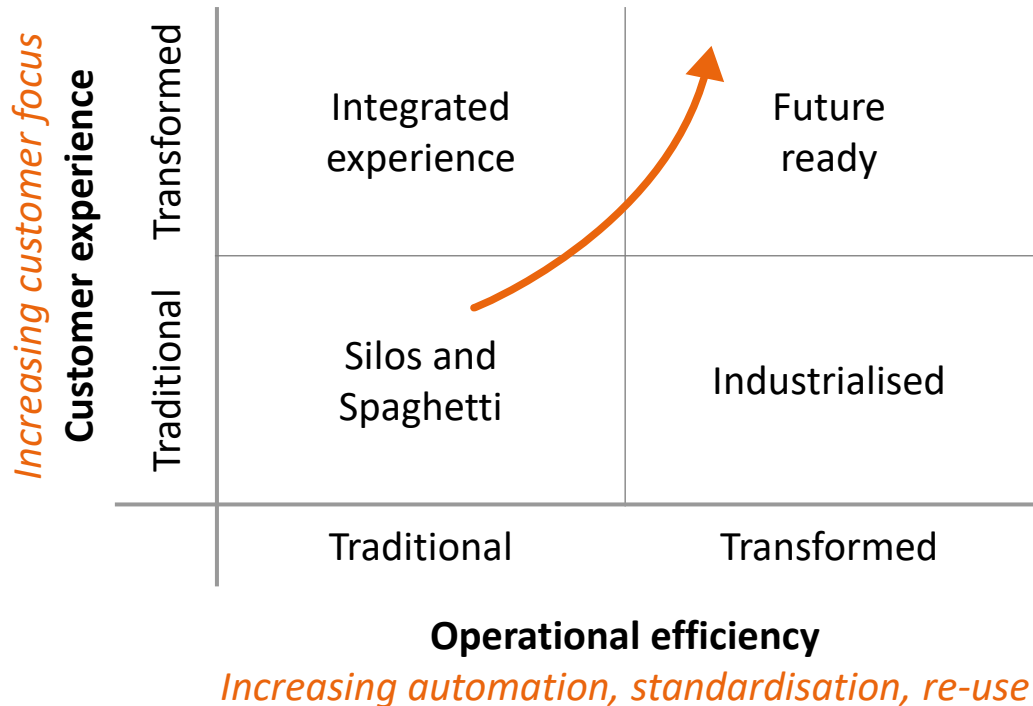 Increasing customer focus
Customer experience
Transformed
Traditional
Integrated
experience
Future
ready
Silos and
Spaghetti
Industrialised
Traditional
Transformed
Operational efficiency
Increasing automation, standardisation, re-use